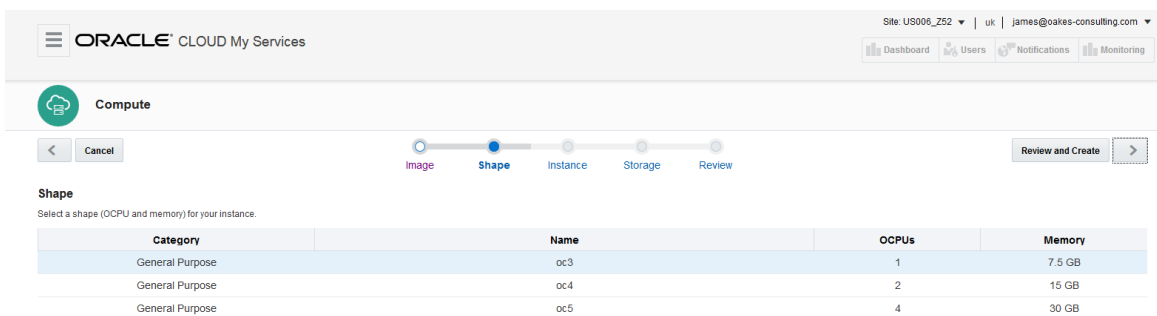 Site: US006_Z52 | uk | james@oakes-consulting.com
ORACLE® CLOUD My Services
Dashboard Users Notifications Monitoring
Compute
< Cancel Review and Create >
Image Shape Instance Storage Review
Shape
Select a shape (OCPU and memory) for your instance.
Category Name OCPUs Memory
General Purpose oc3 1 7.5 GB
General Purpose oc4 2 15 GB
General Purpose oc5 4 30 GB